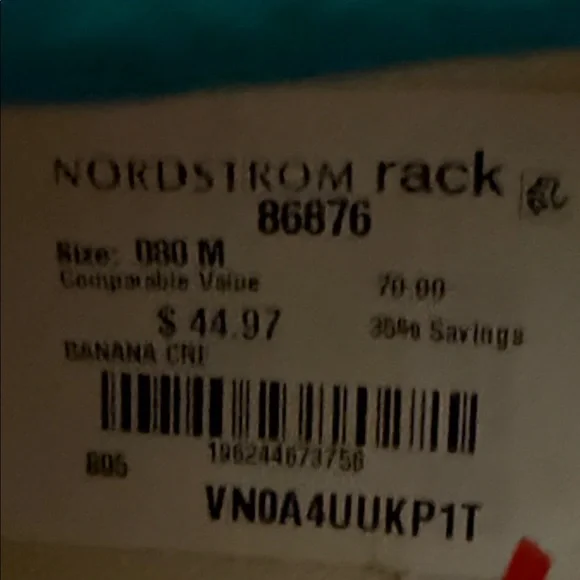 NORDSTROM rack
86876
Size: 080 M
Comparable Value 70.00
$ 44.97 35% Savings
BANANA CRE
196244673756
805
VN0A4UUKP1T